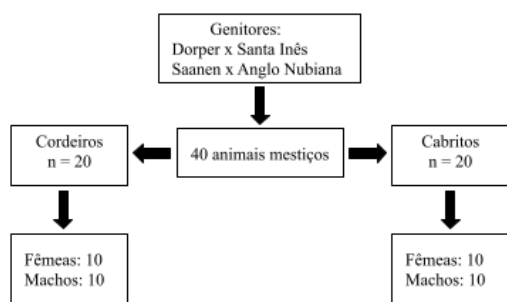 Genitores:
Dorper x Santa Inês
Saanen x Anglo Nubiana
Cordeiros
n = 20
40 animais mestiços
Cabritos
n = 20
Fêmeas: 10
Machos: 10
Fêmeas: 10
Machos: 10